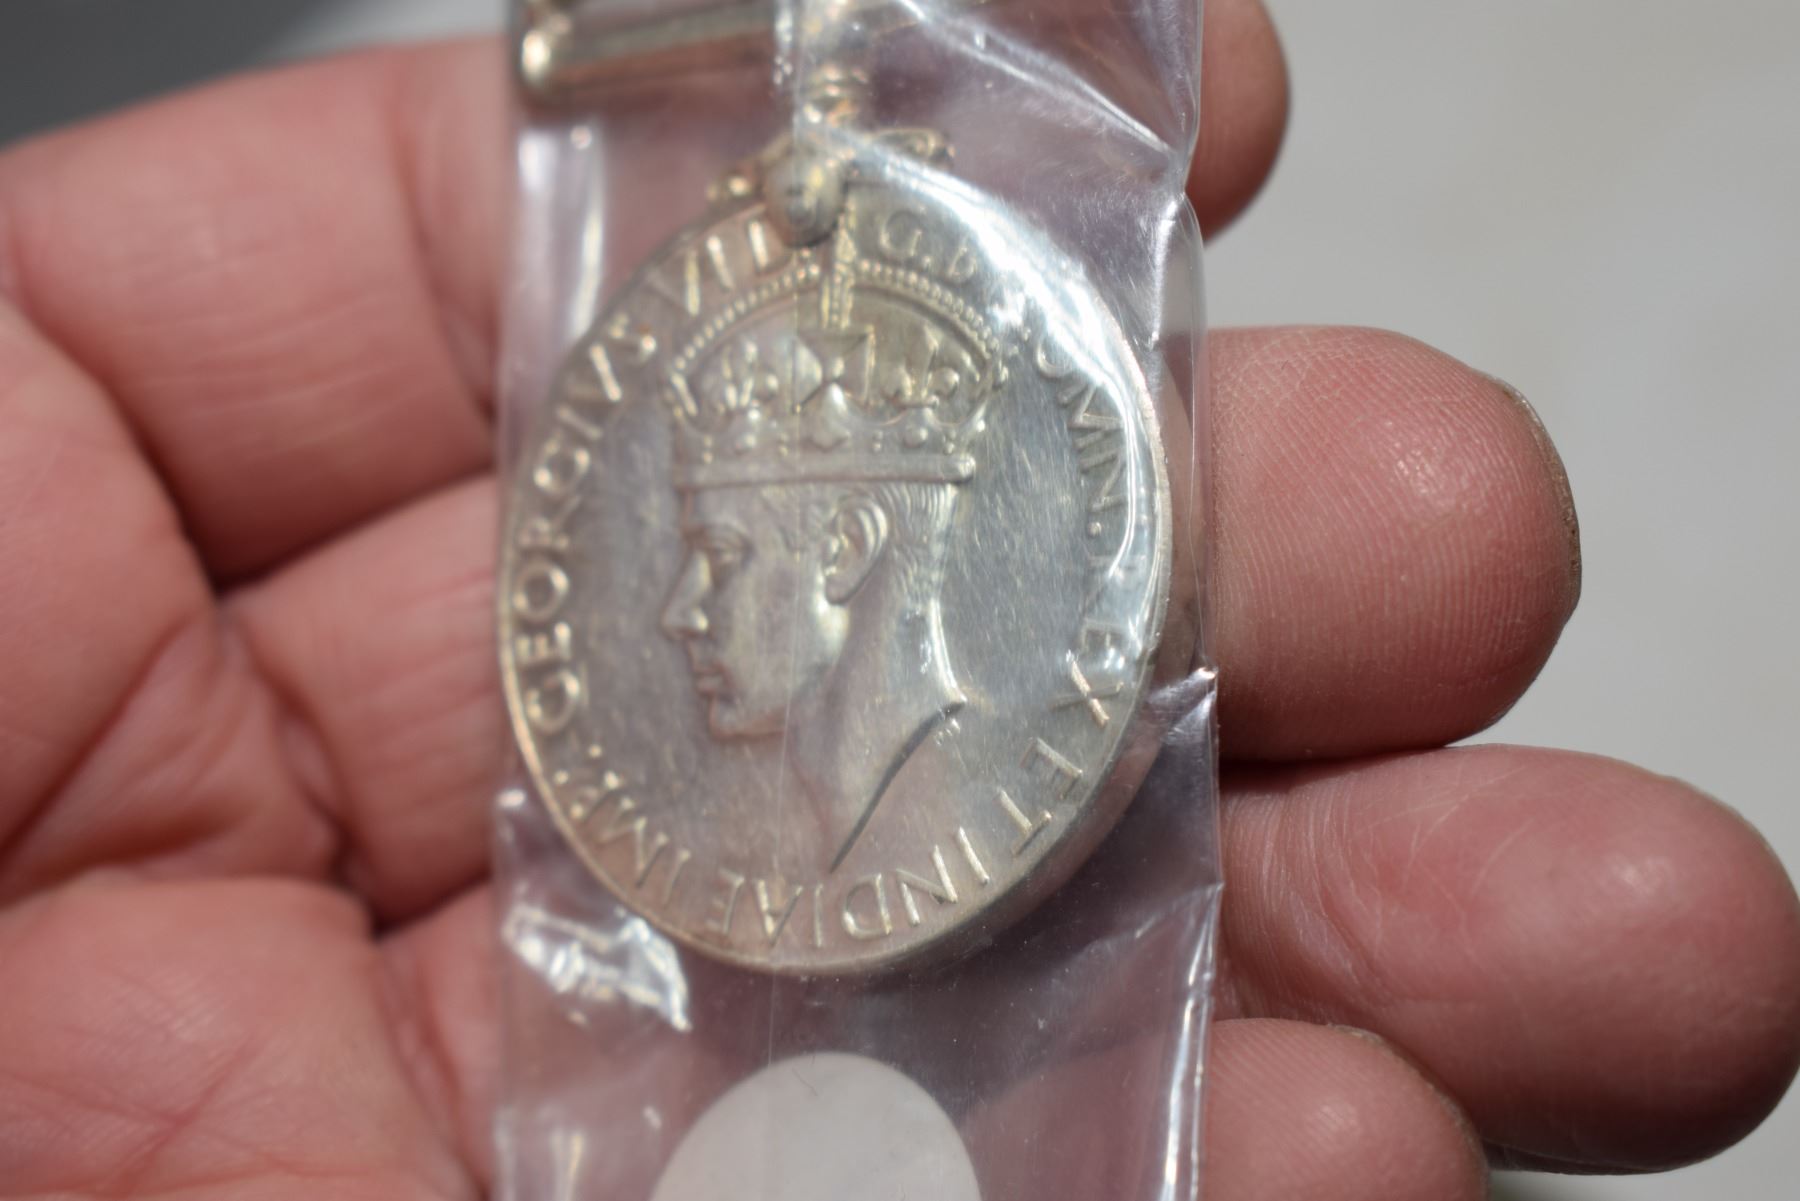 GEORGIVS VI D: G:BR: OMN:REX ET INDIAE IMP: